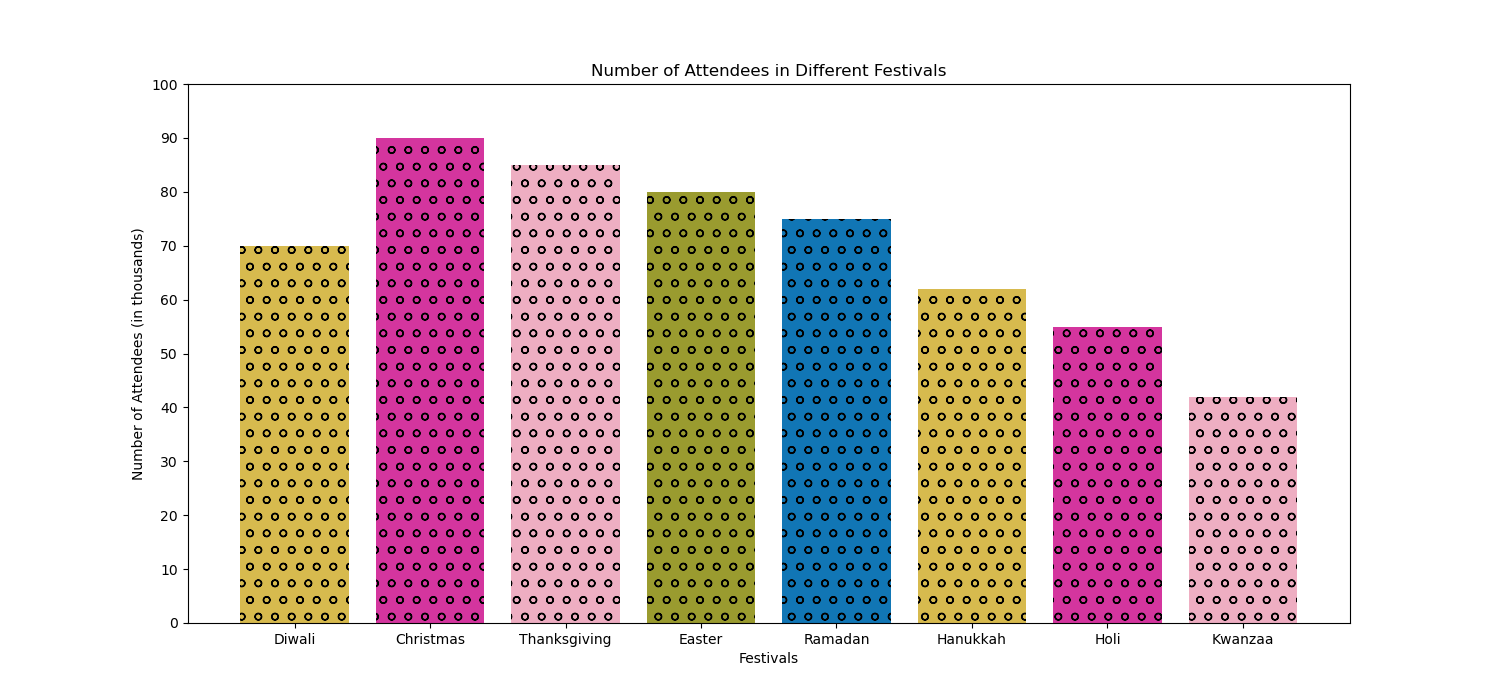 Number of Attendees in Different Festivals
Number of Attendees (in thousands)
100
90
80
70
60
50
40
30
20
10
0
Diwali Christmas Thanksgiving Easter Ramadan Hanukkah Holi Kwanzaa
Festivals